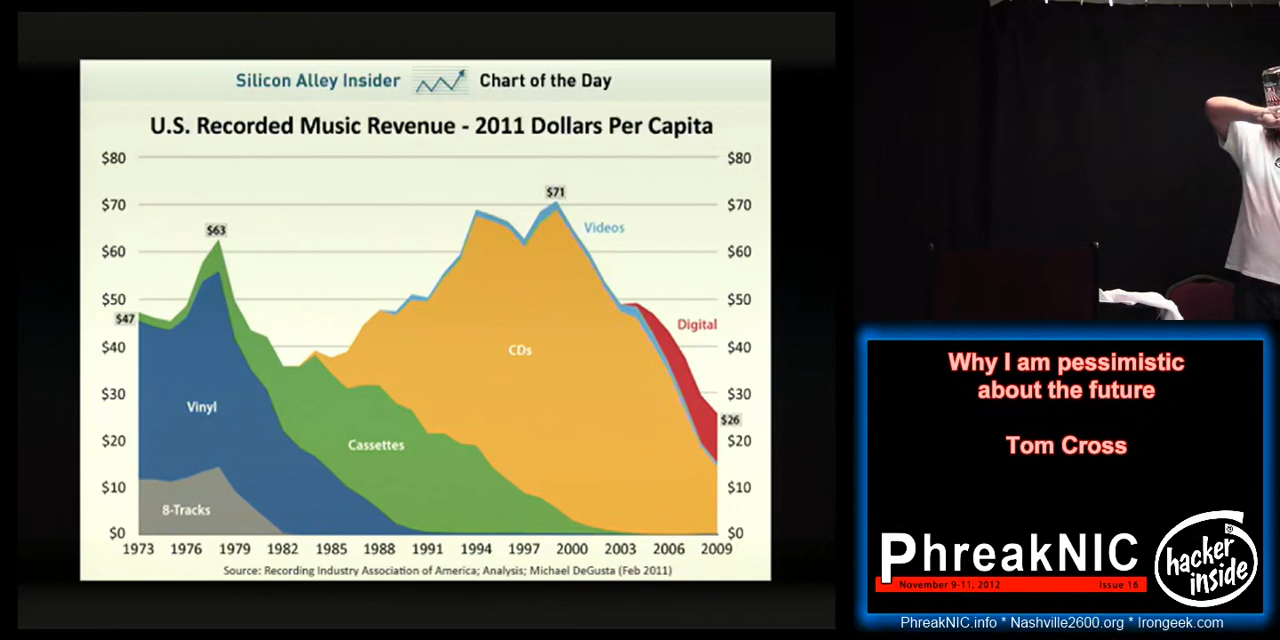 Silicon Alley Insider Chart of the Day
U.S. Recorded Music Revenue - 2011 Dollars Per Capita
$80 $80
$71
$70 $70
Videos
$63
$60 $60
$50 $50
$47
Digital
$40 $40
CDs
$30 $30
$26
Vinyl
$20 $20
Cassettes
$10 $10
8-Tracks
$0 $0
1973 1976 1979 1982 1985 1988 1991 1994 1997 2000 2003 2006 2009
Source: Recording Industry Association of America; Analysis; Michael DeGusta (Feb 2011)
Why I am pessimistic
about the future
Tom Cross
PhreakNIC
November 9-11, 2012 Issue 16
hacker
inside
PhreakNIC.info * Nashville2600.org * Irongeek.com